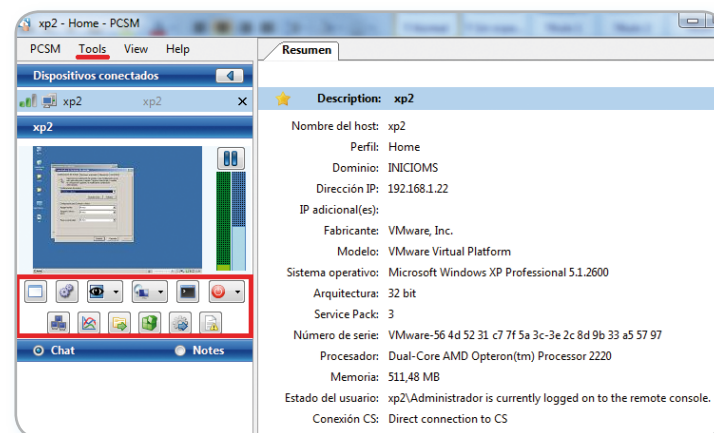 xp2 - Home - PCSM
PCSM Tools View Help
Dispositivos conectados
xp2 xp2
xp2
Chat Notes
Resumen
Description: xp2
Nombre del host: xp2
Perfil: Home
Dominio: INICIOMS
Dirección IP: 192.168.1.22
IP adicional(es):
Fabricante: VMware, Inc.
Modelo: VMware Virtual Platform
Sistema operativo: Microsoft Windows XP Professional 5.1.2600
Arquitectura: 32 bit
Service Pack: 3
Número de serie: VMware-56 4d 52 31 c7 7f 5a 3c-3e 2c 8d 9b 33 a5 57 97
Procesador: Dual-Core AMD Opteron(tm) Processor 2220
Memoria: 511,48 MB
Estado del usuario: xp2\Administrador is currently logged on to the remote console.
Conexión CS: Direct connection to CS